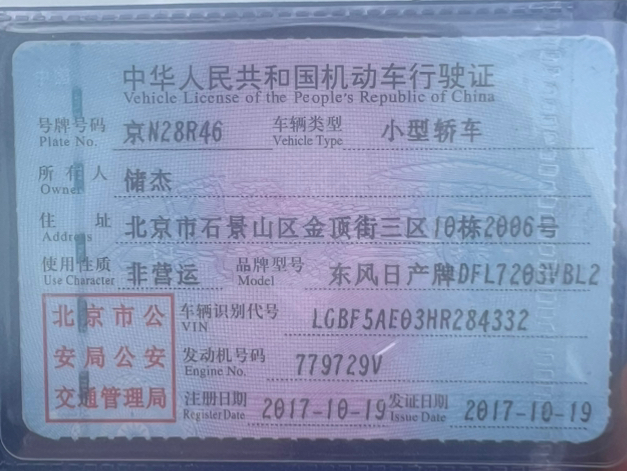 中华人民共和国机动车行驶证
Vehicle License of the People's Republic of China
号牌号码 京N28R46 车辆类型 小型轿车
Plate No. Vehicle Type
所有人 储杰
Owner
住址 北京市石景山区金顶街三区10栋2006号
Address
使用性质 非营运 品牌型号 东风日产牌DFL7203VBL2
Use Character Model
北京市公安局公安交通管理局
车辆识别代号 LGBF5AE03HR284332
VIN
发动机号码 779729V
Engine No.
注册日期 2017-10-19 发证日期 2017-10-19
Register Date Issue Date